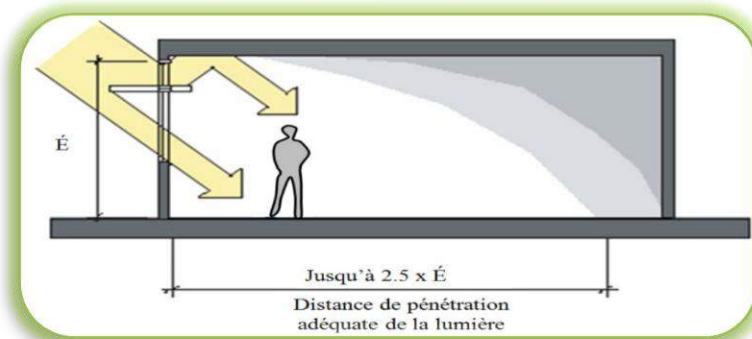 É
Jusqu'à 2.5 x É
Distance de pénétration
adéquate de la lumière